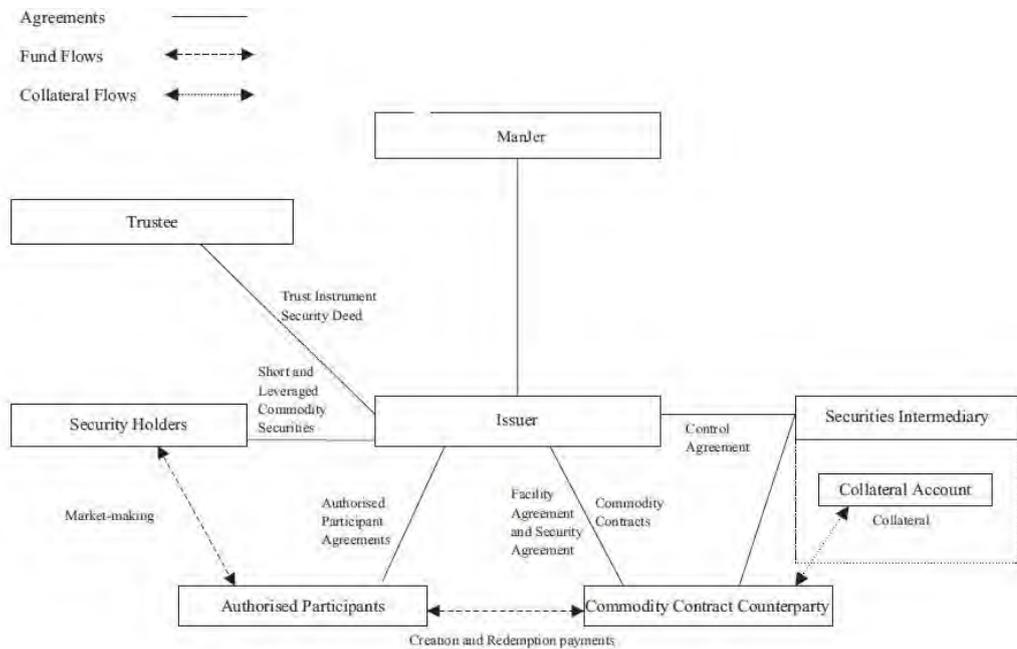 Agreements
Fund Flows
Collateral Flows
ManJer
Trustee
Trust Instrument
Security Deed
Short and
Leveraged
Commodity
Securities
Security Holders
Issuer
Securities Intermediary
Control
Agreement
Collateral Account
Collateral
Market-making
Authorised
Participant
Agreements
Facility
Agreement
and Security
Agreement
Commodity
Contracts
Authorised Participants
Commodity Contract Counterparty
Creation and Redemption payments